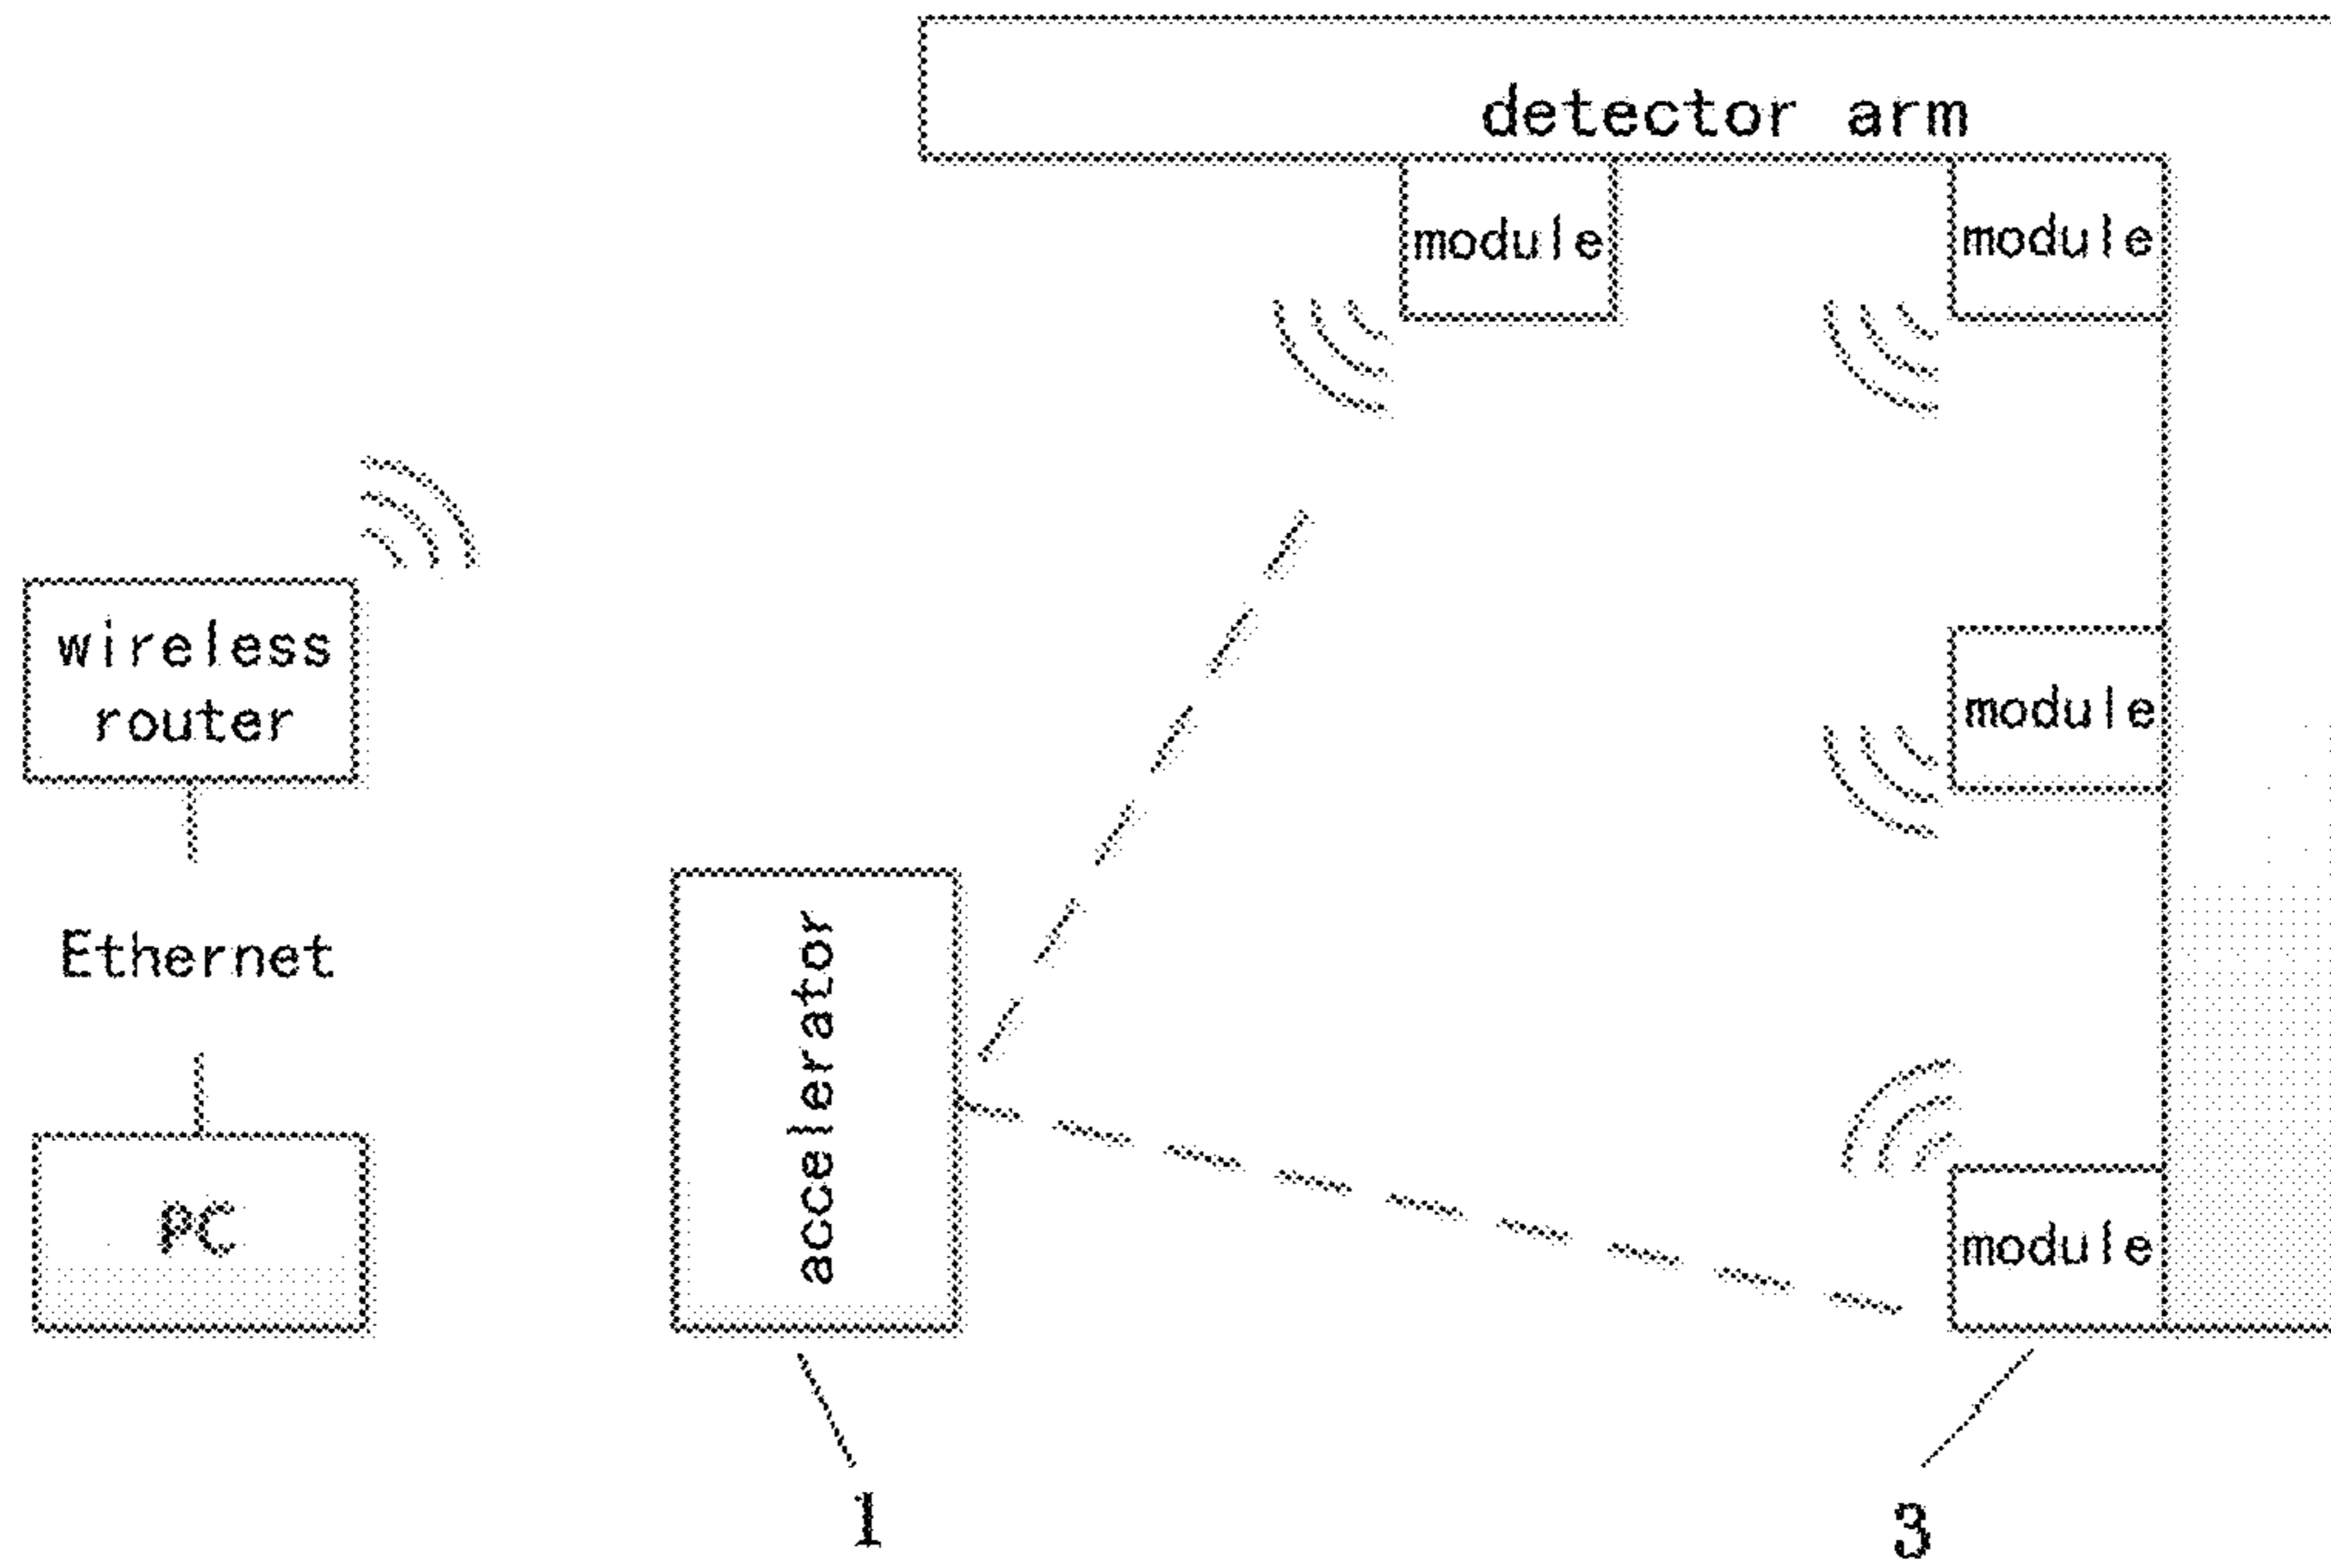 detector arm
module
module
wireless
router
module
Ethernet
accelerator
PC
module
1
3